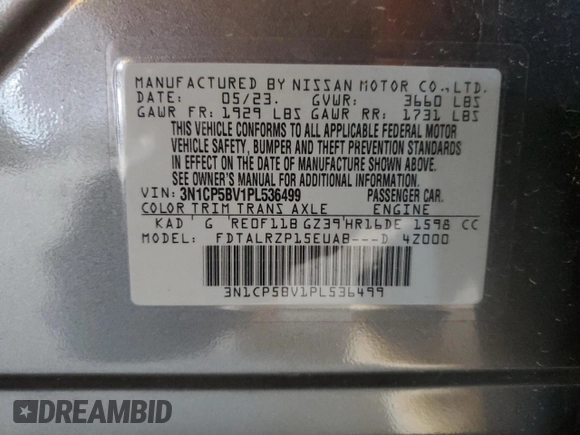 MANUFACTURED BY NISSAN MOTOR CO.,LTD.
DATE: 05/23. GVWR: 3660 LBS
GAWR FR: 1929 LBS GAWR RR: 1731 LBS
THIS VEHICLE CONFORMS TO ALL APPLICABLE FEDERAL MOTOR
VEHICLE SAFETY, BUMPER AND THEFT PREVENTION STANDARDS
IN EFFECT ON THE DATE OF MANUFACTURE SHOWN ABOVE.
SEE OWNER'S MANUAL FOR ADDITIONAL INFORMATION.
VIN: 3N1CP5BV1PL536499 PASSENGER CAR.
COLOR TRIM TRANS AXLE ENGINE
KAD G RE0F11B GZ39 HR16DE 1598 CC
MODEL: FDTALRZP15EUAB---D 4Z000
3N1CP5BV1PL536499
DREAMBID